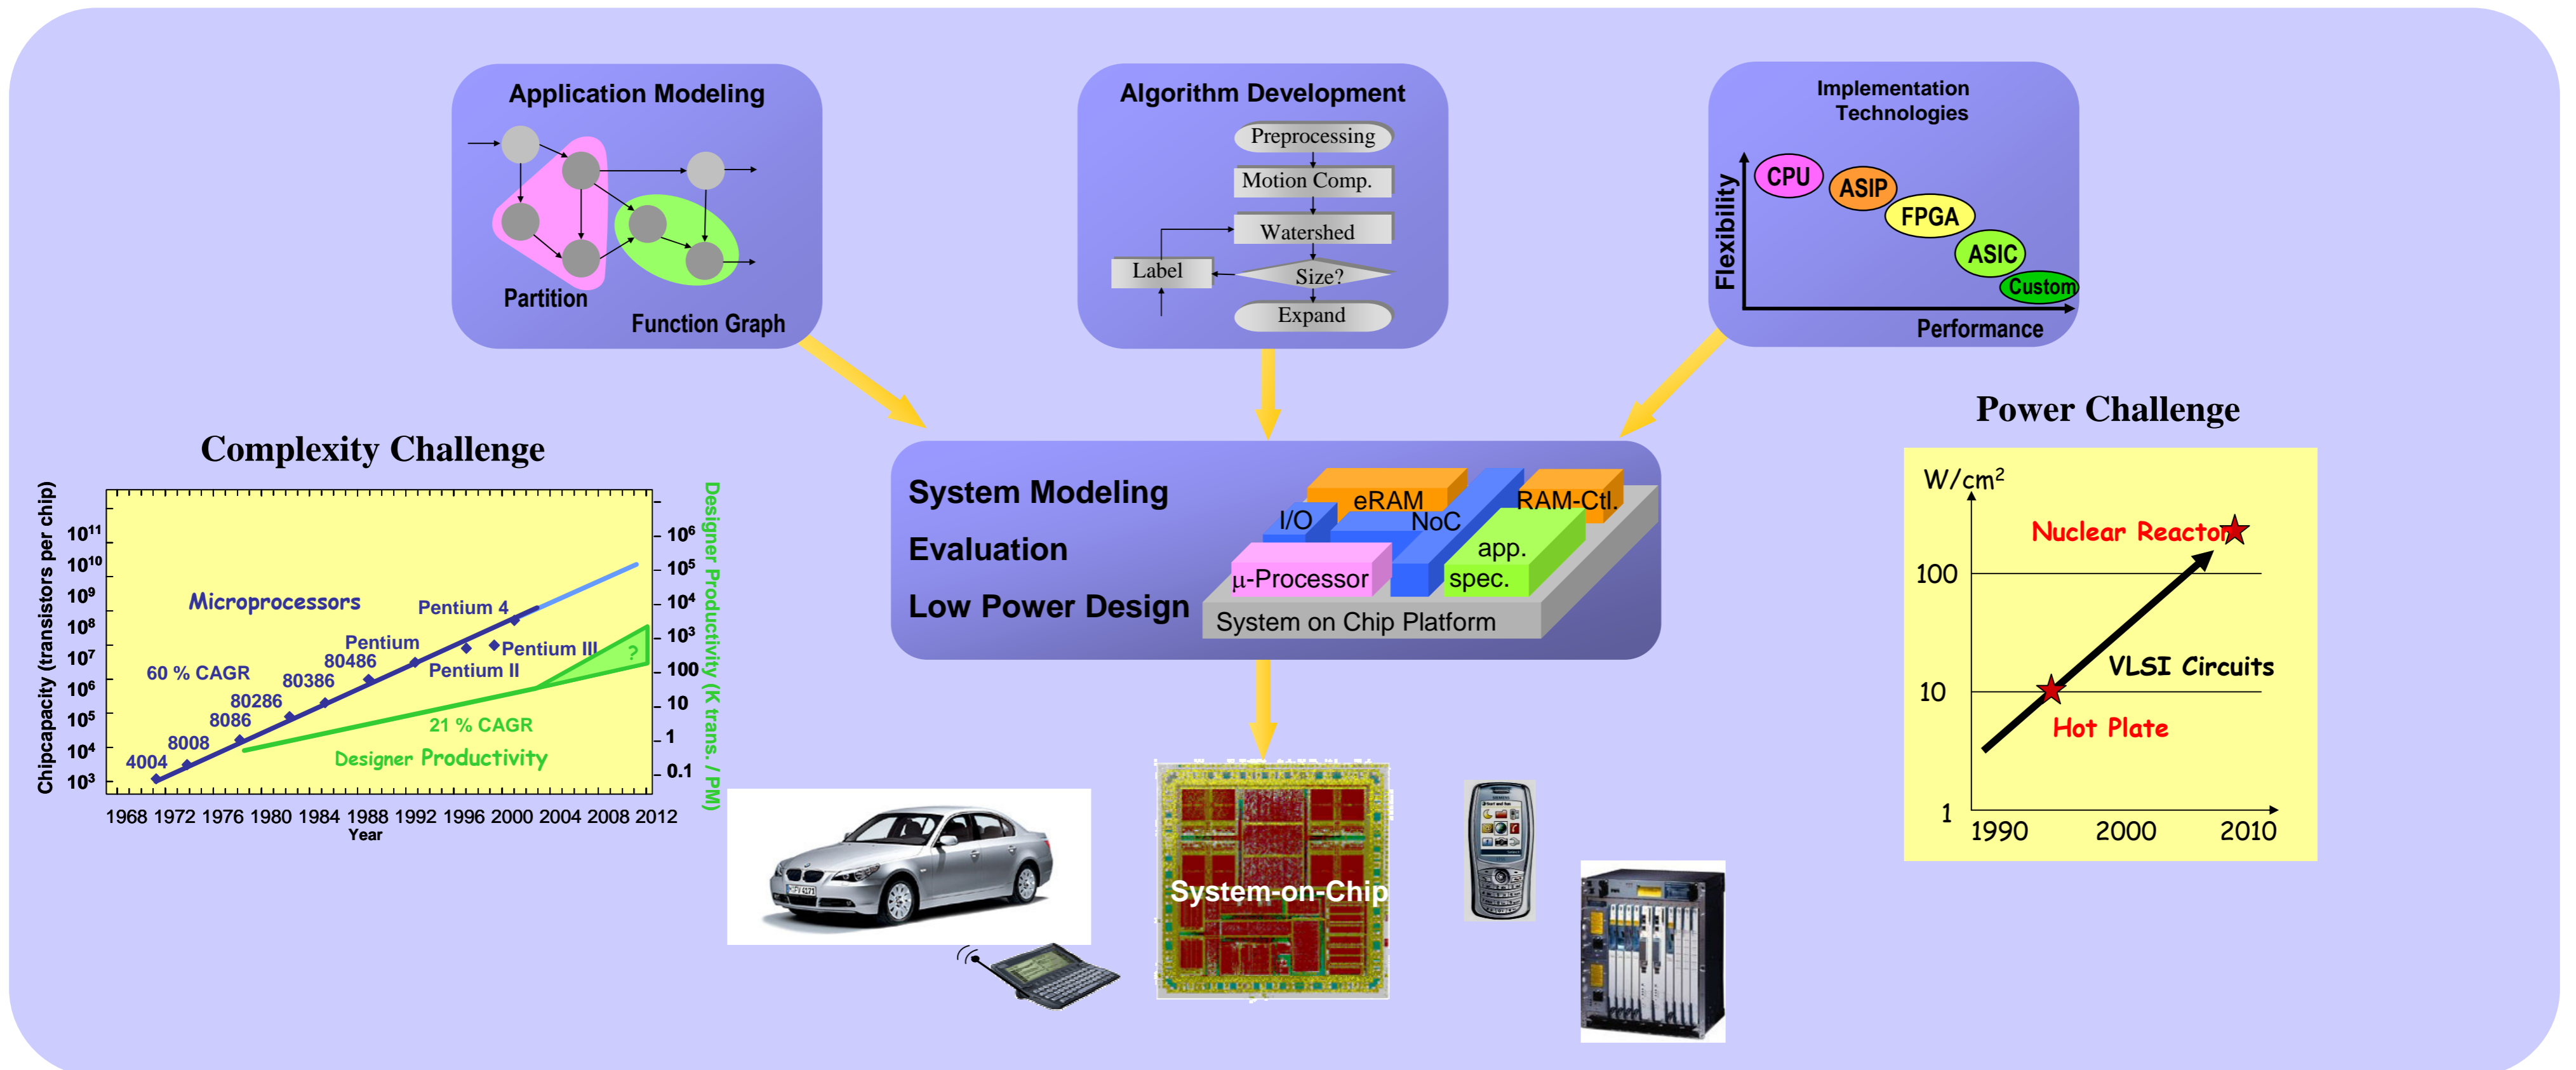 Application Modeling
Partition
Function Graph
Algorithm Development
Preprocessing
Motion Comp.
Watershed
Label
Size?
Expand
Implementation
Technologies
Flexibility
CPU
ASIP
FPGA
ASIC
Custom
Performance
Complexity Challenge
Chipcapacity (transistors per chip)
10¹¹
10¹⁰
10⁹
10⁸
10⁷
10⁶
10⁵
10⁴
10³
Microprocessors
60 % CAGR
4004
8008
8086
80286
80386
80486
Pentium
Pentium II
Pentium III
Pentium 4
21 % CAGR
Designer Productivity
?
10⁶
10⁵
10⁴
10³
100
10
1
0.1
Designer Productivity (K trans. / PM)
1968 1972 1976 1980 1984 1988 1992 1996 2000 2004 2008 2012
Year
System Modeling
Evaluation
Low Power Design
eRAM
RAM-Ctl.
I/O
NoC
app.
spec.
µ-Processor
System on Chip Platform
Power Challenge
W/cm²
Nuclear Reactor
100
VLSI Circuits
10
Hot Plate
1
1990 2000 2010
System-on-Chip